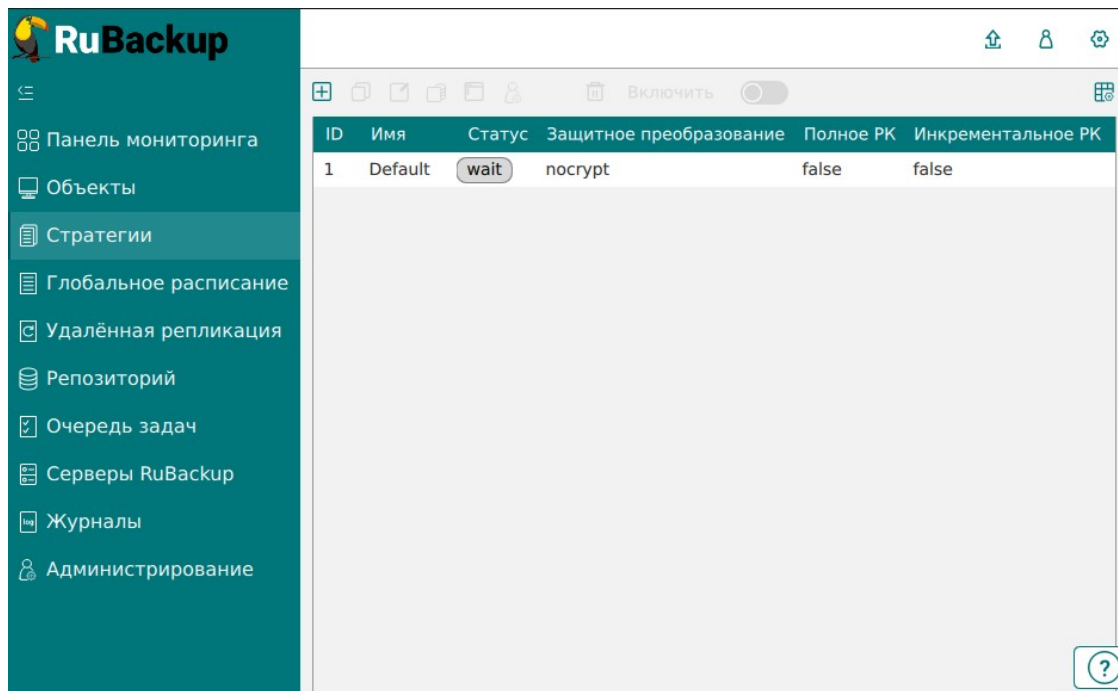 RuBackup
Панель мониторинга
Объекты
Стратегии
Глобальное расписание
Удалённая репликация
Репозиторий
Очередь задач
Серверы RuBackup
log
Журналы
Администрирование
Включить
ID Имя Статус Защитное преобразование Полное РК Инкрементальное РК
1 Default wait nocrypt false false
?